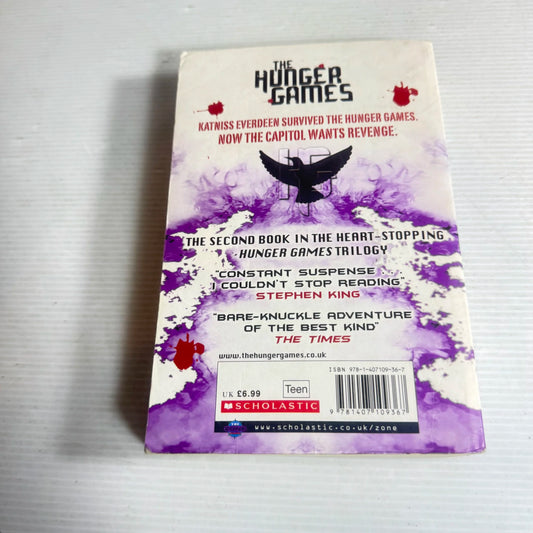 THE
HUNGER
GAMES
KATNISS EVERDEEN SURVIVED THE HUNGER GAMES.
NOW THE CAPITOL WANTS REVENGE.
THE SECOND BOOK IN THE HEART-STOPPING
HUNGER GAMES TRILOGY
"CONSTANT SUSPENSE ...
I COULDN'T STOP READING"
STEPHEN KING
"BARE-KNUCKLE ADVENTURE
OF THE BEST KIND"
THE TIMES
www.thehungergames.co.uk
ISBN 978-1-407109-36-7
UK £6.99
Teen
SCHOLASTIC
9 781407 109367
www.scholastic.co.uk/zone